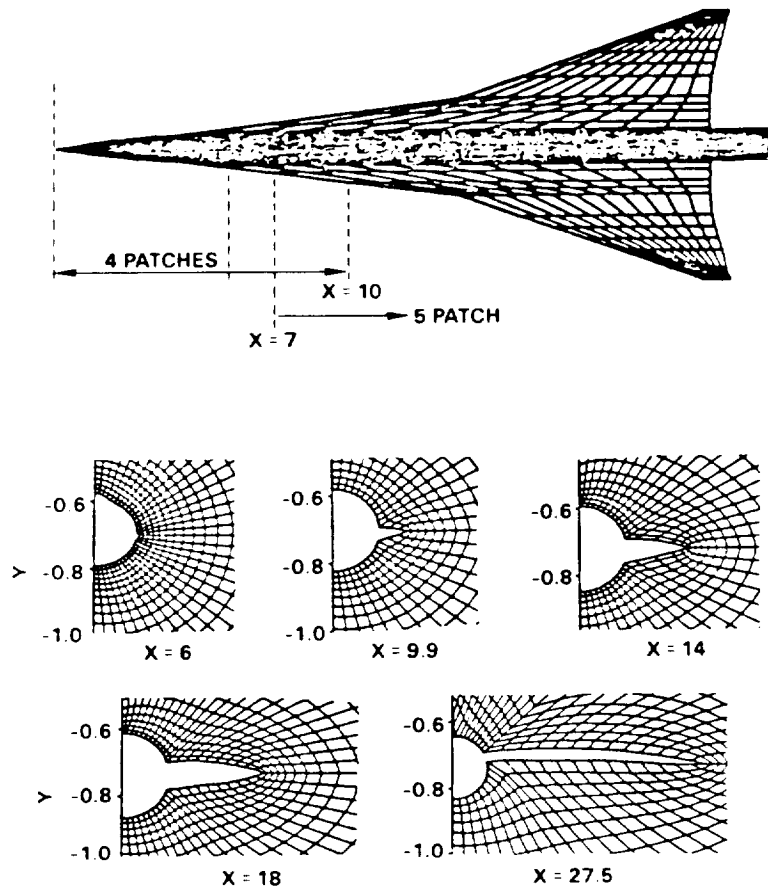 4 PATCHES
X = 10
5 PATCH
X = 7
-0.6
-0.8
-1.0
Y
X = 6
-0.6
-0.8
-1.0
X = 9.9
-0.6
-0.8
X = 14
-0.6
-0.8
-1.0
Y
X = 18
-0.6
-0.8
-1.0
X = 27.5